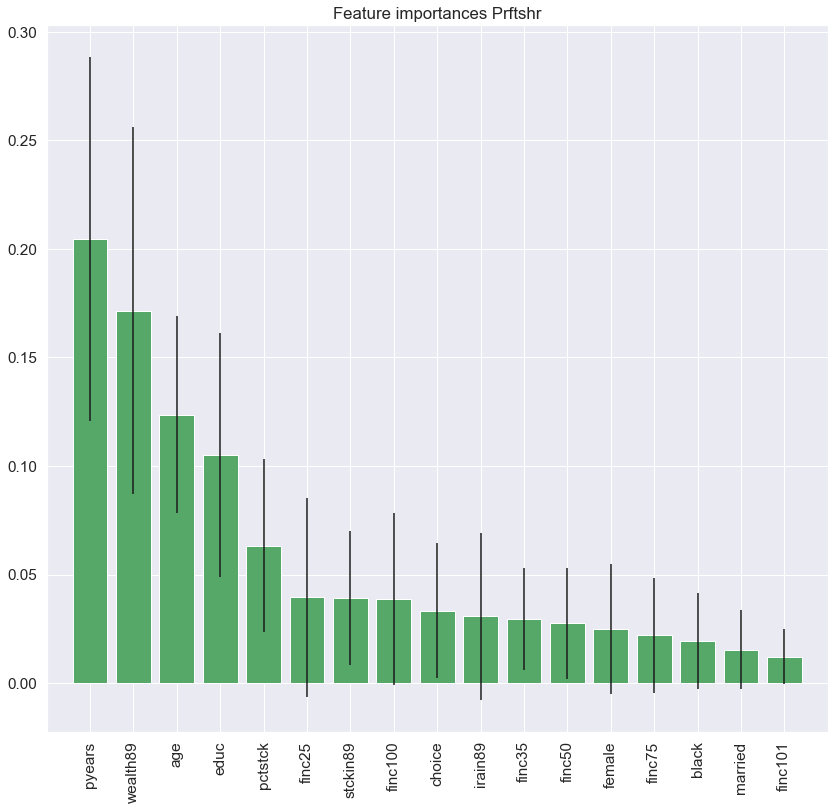 Feature importances Prftshr
0.30
0.25
0.20
0.15
0.10
0.05
0.00
pyears
wealth89
age
educ
pctstck
finc25
stckin89
finc100
choice
irain89
finc35
finc50
female
finc75
black
married
finc101